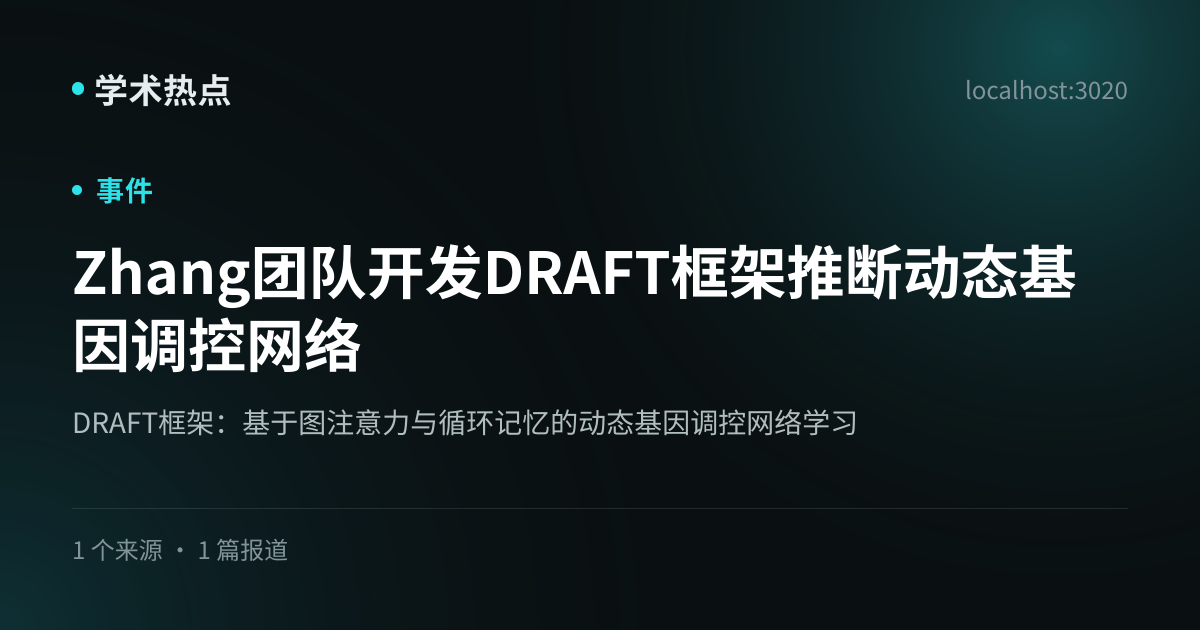 学术热点
localhost:3020
事件
Zhang团队开发DRAFT框架推断动态基
因调控网络
DRAFT框架：基于图注意力与循环记忆的动态基因调控网络学习
1 个来源 · 1 篇报道